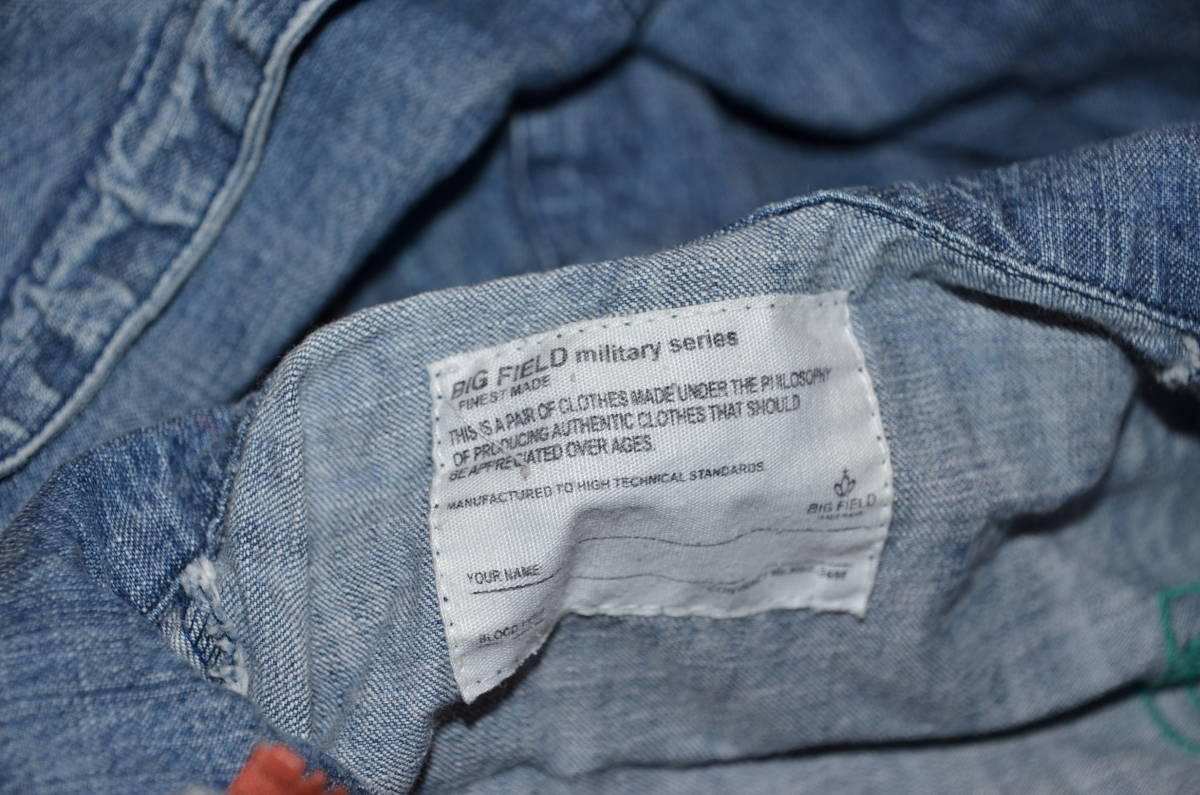 BIG FIELD military series
FINEST MADE
THIS IS A PAIR OF CLOTHES MADE UNDER THE PHILOSOPHY
OF PRODUCING AUTHENTIC CLOTHES THAT SHOULD
BE APPRECIATED OVER AGES.
MANUFACTURED TO HIGH TECHNICAL STANDARDS.
BIG FIELD
YOUR NAME
BLOOD